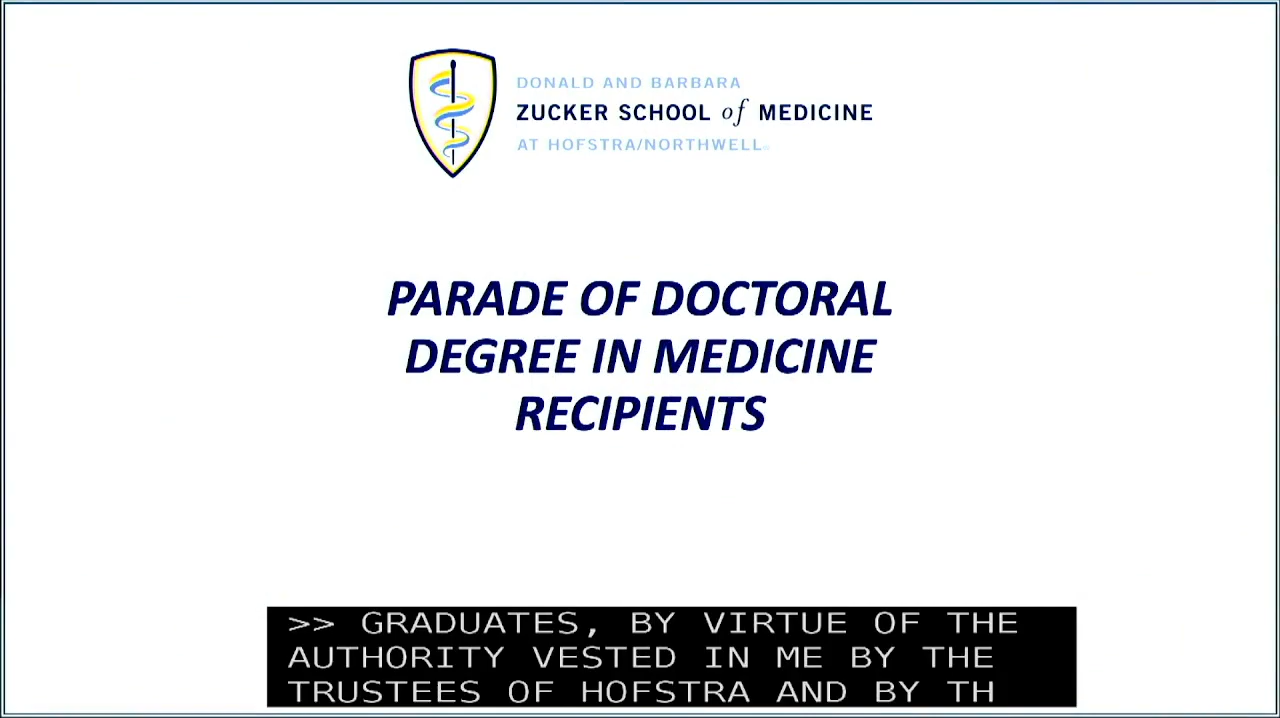 DONALD AND BARBARA
ZUCKER SCHOOL of MEDICINE
AT HOFSTRA/NORTHWELL
PARADE OF DOCTORAL
DEGREE IN MEDICINE
RECIPIENTS
>> GRADUATES, BY VIRTUE OF THE
AUTHORITY VESTED IN ME BY THE
TRUSTEES OF HOFSTRA AND BY TH